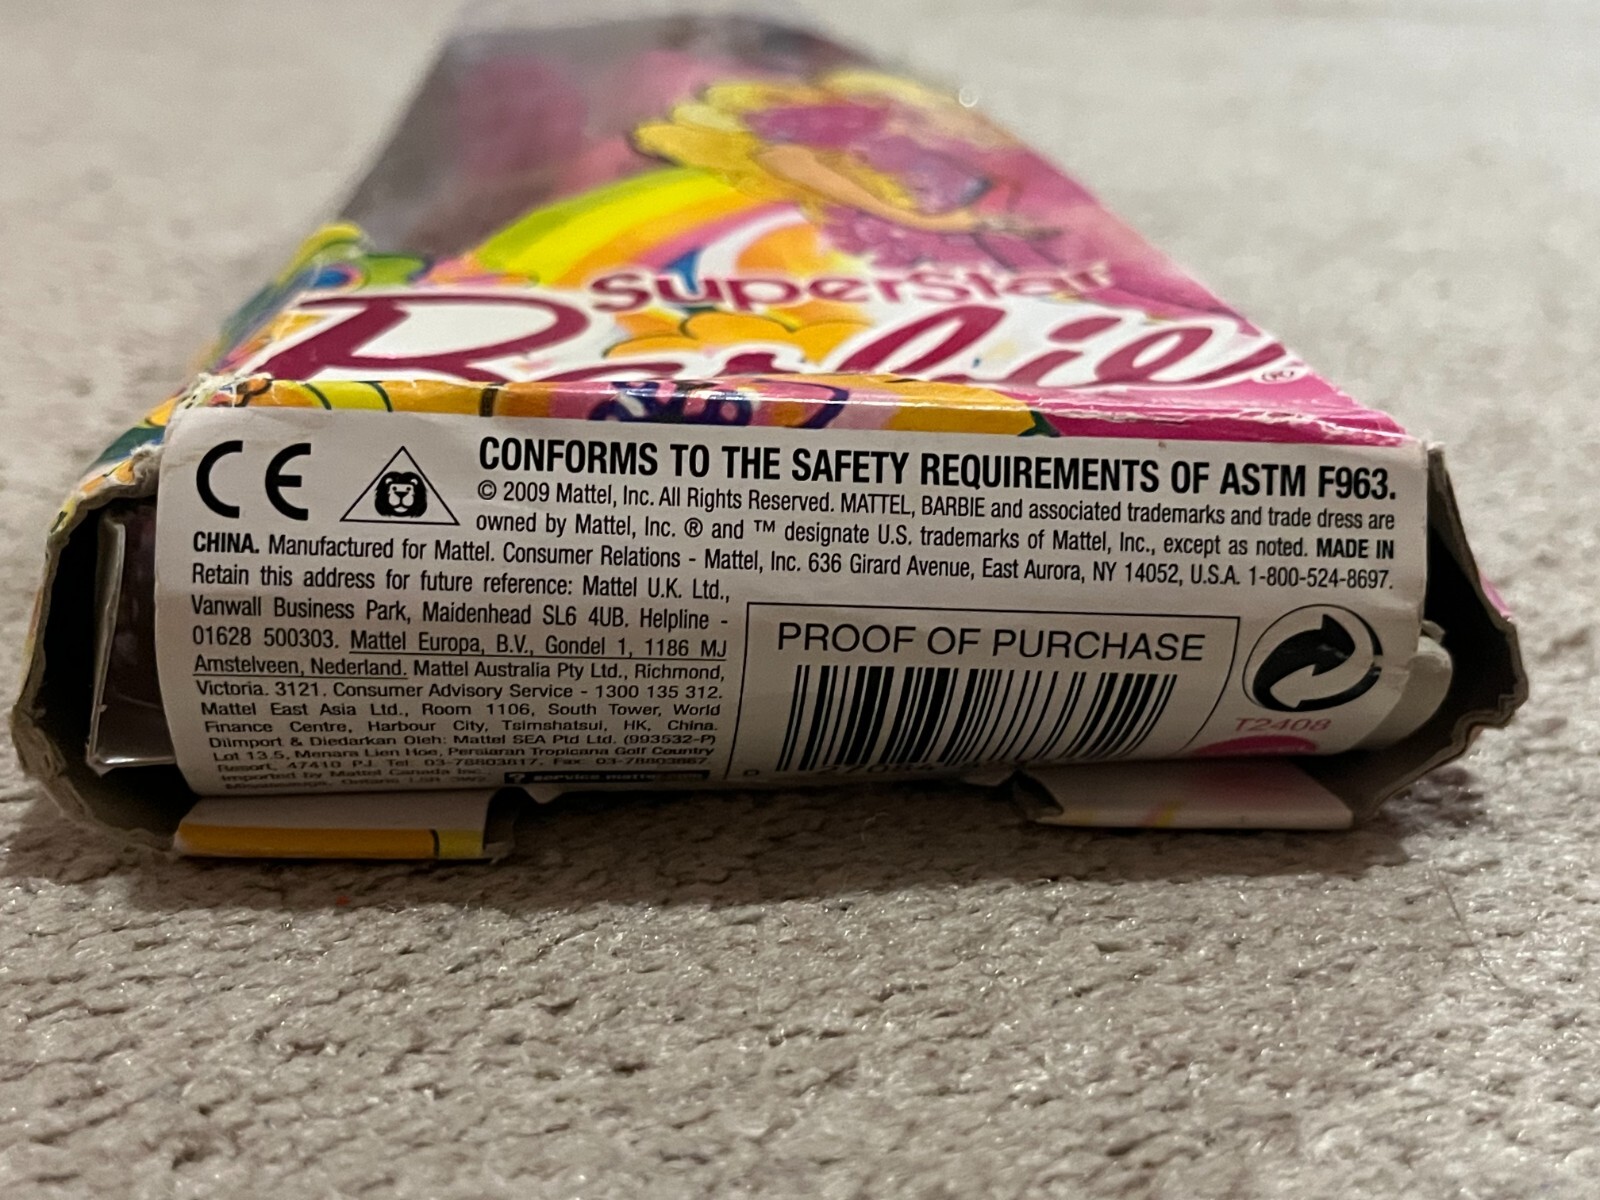 SuperStar
Barbie®
CE
CONFORMS TO THE SAFETY REQUIREMENTS OF ASTM F963.
© 2009 Mattel, Inc. All Rights Reserved. MATTEL, BARBIE and associated trademarks and trade dress are
owned by Mattel, Inc. ® and ™ designate U.S. trademarks of Mattel, Inc., except as noted. MADE IN
CHINA. Manufactured for Mattel. Consumer Relations - Mattel, Inc. 636 Girard Avenue, East Aurora, NY 14052, U.S.A. 1-800-524-8697.
Retain this address for future reference: Mattel U.K. Ltd.,
Vanwall Business Park, Maidenhead SL6 4UB. Helpline -
01628 500303. Mattel Europa, B.V., Gondel 1, 1186 MJ
Amstelveen, Nederland. Mattel Australia Pty Ltd., Richmond,
Victoria. 3121. Consumer Advisory Service - 1300 135 312.
Mattel East Asia Ltd., Room 1106, South Tower, World
Finance Centre, Harbour City, Tsimshatsui, HK, China.
Diimport & Diedarkan Oleh: Mattel SEA Ptd Ltd. (993532-P)
Lot 13.5, Menara Lien Hoe, Persiaran Tropicana Golf Country
Resort, 47410 PJ. Tel: 03-78803817, Fax: 03-78803867.
Imported by Mattel Canada Inc.,
Mississauga, Ontario L5R 3W2.
PROOF OF PURCHASE
T2408